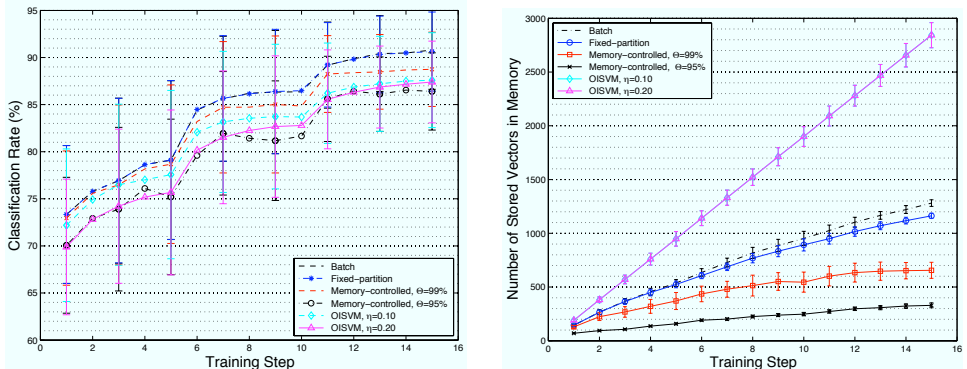 95
90
85
80
75
70
65
60
0
2
4
6
8
10
12
14
16
Classification Rate (%)
Training Step
Batch
Fixed-partition
Memory-controlled, Θ=99%
Memory-controlled, Θ=95%
OISVM, η=0.10
OISVM, η=0.20
3000
2500
2000
1500
1000
500
0
0
2
4
6
8
10
12
14
16
Number of Stored Vectors in Memory
Training Step
Batch
Fixed-partition
Memory-controlled, Θ=99%
Memory-controlled, Θ=95%
OISVM, η=0.10
OISVM, η=0.20